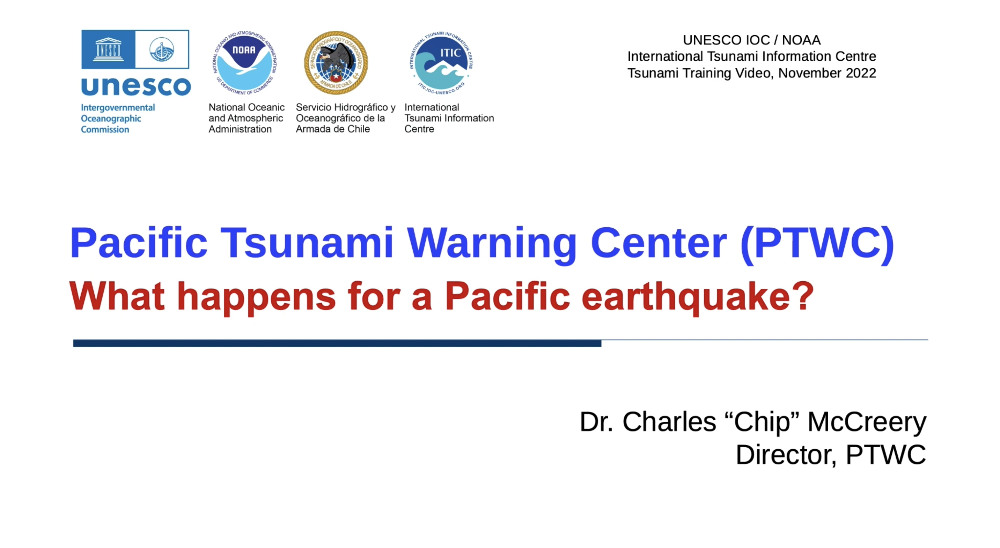 UNESCO
unesco
Intergovernmental
Oceanographic
Commission
NATIONAL OCEANIC AND ATMOSPHERIC ADMINISTRATION
NOAA
US DEPARTMENT OF COMMERCE
National Oceanic
and Atmospheric
Administration
SERVICIO HIDROGRÁFICO Y OCEANOGRÁFICO
ARMADA DE CHILE
Servicio Hidrográfico y
Oceanográfico de la
Armada de Chile
INTERNATIONAL TSUNAMI INFORMATION CENTRE
ITIC
ITIC.IOC-UNESCO.ORG
International
Tsunami Information
Centre
UNESCO IOC / NOAA
International Tsunami Information Centre
Tsunami Training Video, November 2022
Pacific Tsunami Warning Center (PTWC)
What happens for a Pacific earthquake?
Dr. Charles “Chip” McCreery
Director, PTWC